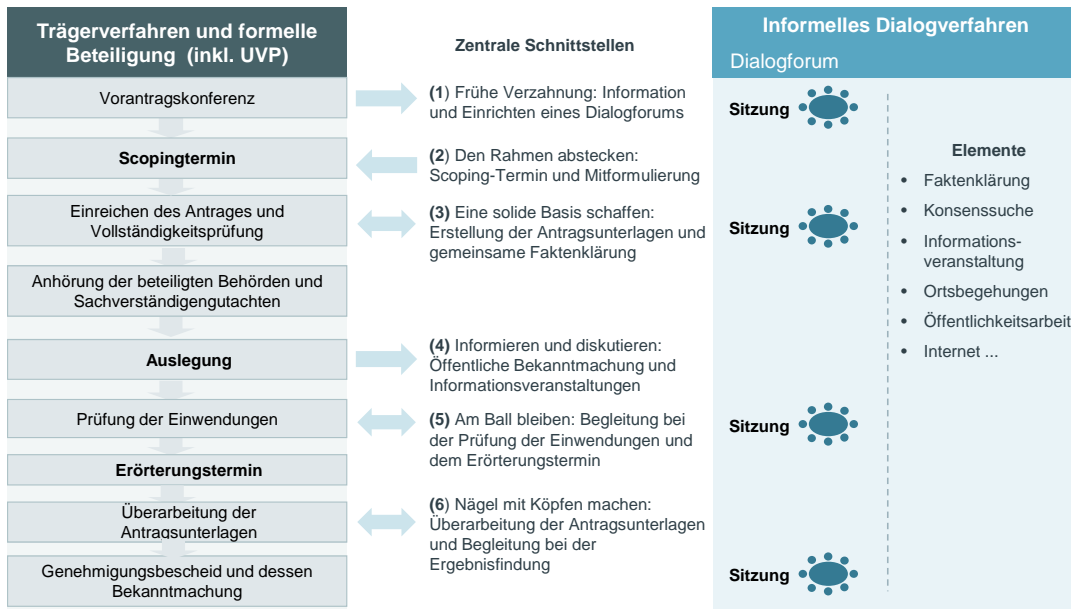 Trägerverfahren und formelle
Beteiligung (inkl. UVP)
Vorantragskonferenz
Scopingtermin
Einreichen des Antrages und
Vollständigkeitsprüfung
Anhörung der beteiligten Behörden und
Sachverständigengutachten
Auslegung
Prüfung der Einwendungen
Erörterungstermin
Überarbeitung der
Antragsunterlagen
Genehmigungsbescheid und dessen
Bekanntmachung
Zentrale Schnittstellen
(1) Frühe Verzahnung: Information
und Einrichten eines Dialogforums
(2) Den Rahmen abstecken:
Scoping-Termin und Mitformulierung
(3) Eine solide Basis schaffen:
Erstellung der Antragsunterlagen und
gemeinsame Faktenklärung
(4) Informieren und diskutieren:
Öffentliche Bekanntmachung und
Informationsveranstaltungen
(5) Am Ball bleiben: Begleitung bei
der Prüfung der Einwendungen und
dem Erörterungstermin
(6) Nägel mit Köpfen machen:
Überarbeitung der Antragsunterlagen
und Begleitung bei der
Ergebnisfindung
Informelles Dialogverfahren
Dialogforum
Sitzung
Sitzung
Sitzung
Sitzung
Elemente
• Faktenklärung
• Konsenssuche
• Informations-
veranstaltung
• Ortsbegehungen
• Öffentlichkeitsarbeit
• Internet ...